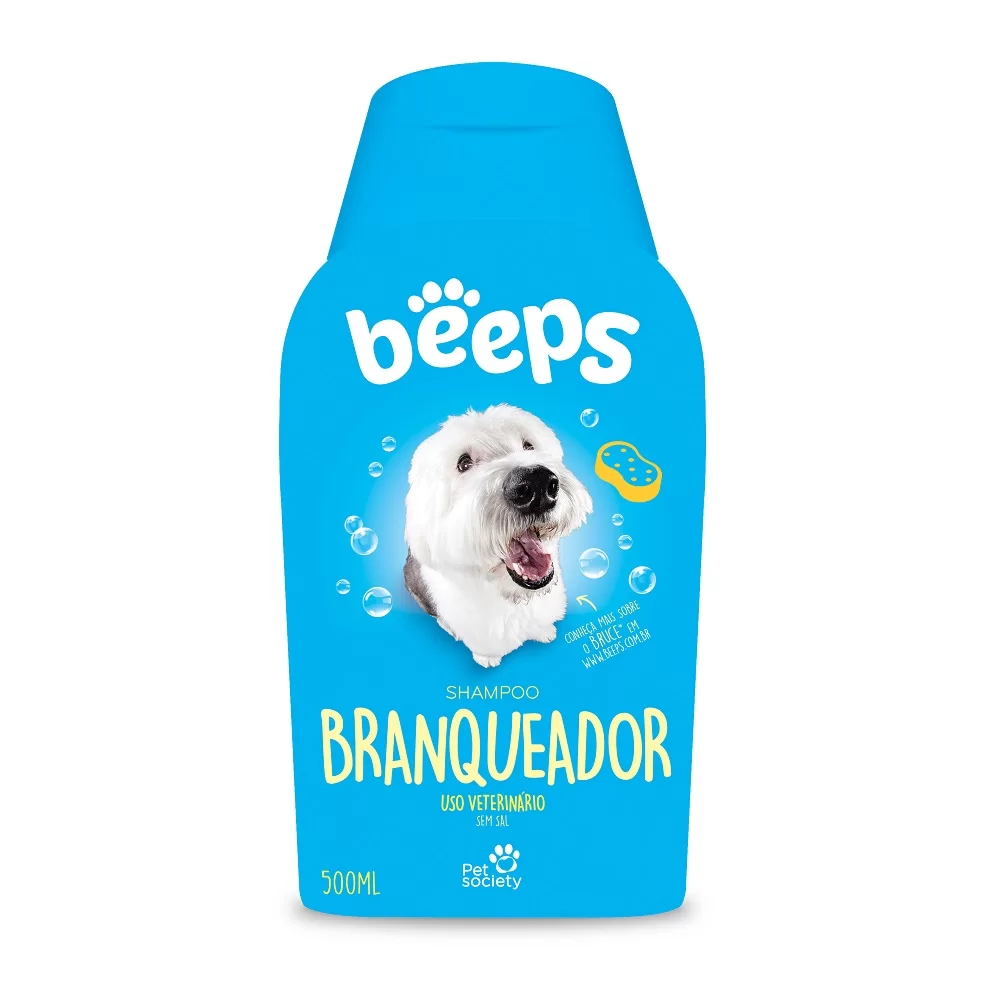 beeps
CONHEÇA MAIS SOBRE
O BRUCE* EM
WWW.BEEPS.COM.BR
SHAMPOO
BRANQUEADOR
USO VETERINÁRIO
SEM SAL
500ML
Pet
society